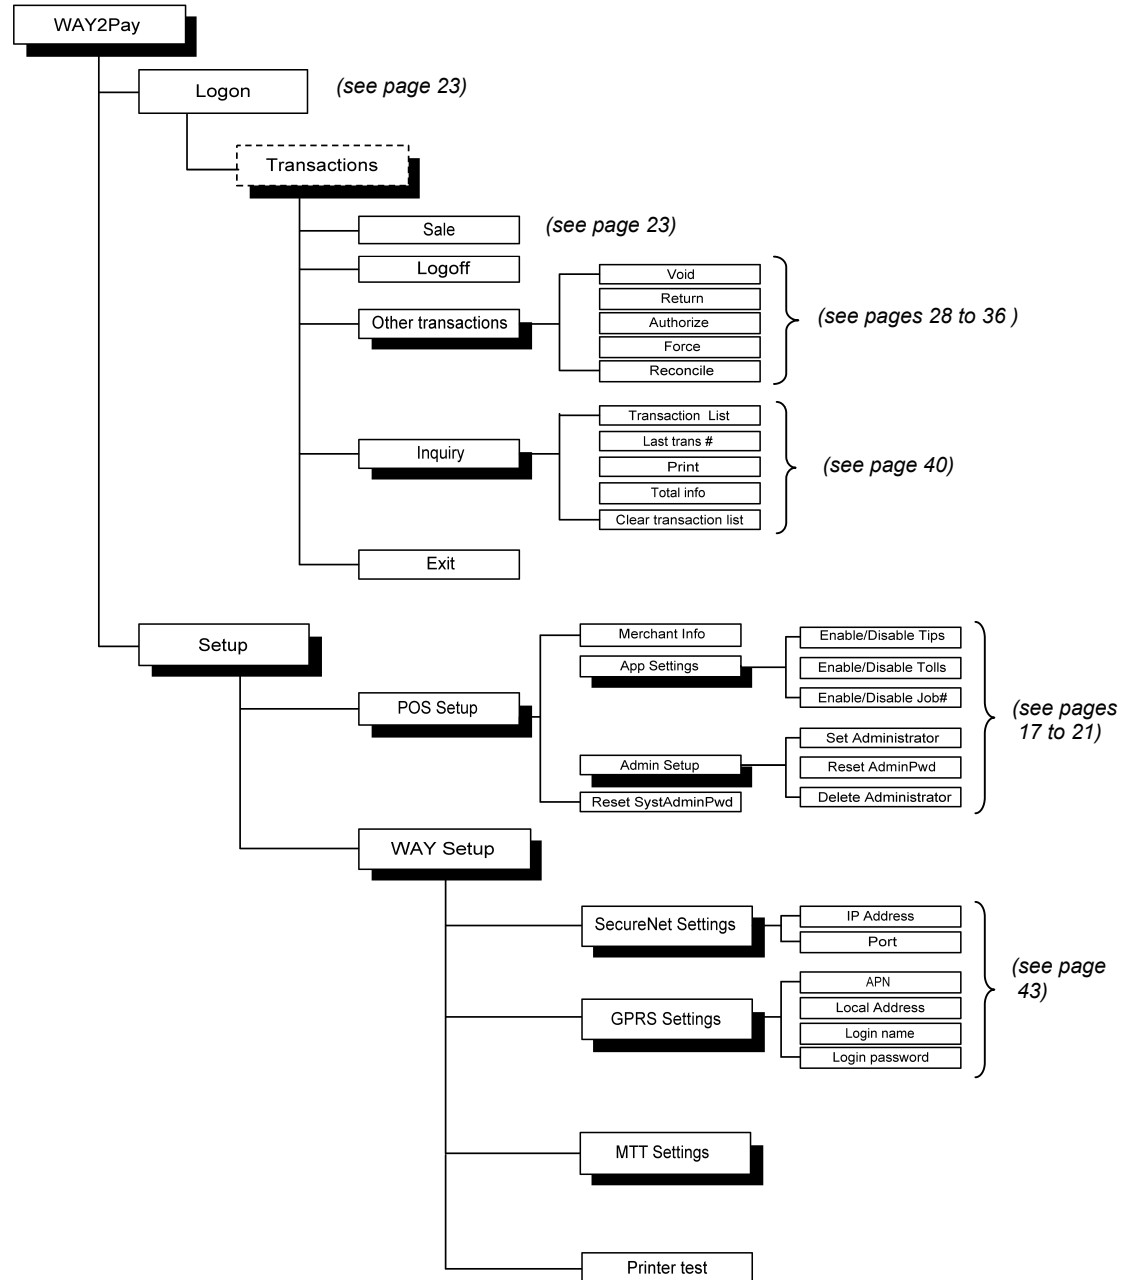 WAY2Pay
Logon
(see page 23)
Transactions
Sale
(see page 23)
Logoff
Other transactions
Void
Return
Authorize
Force
Reconcile
(see pages 28 to 36 )
Inquiry
Transaction List
Last trans #
Print
Total info
Clear transaction list
(see page 40)
Exit
Setup
POS Setup
Merchant Info
App Settings
Enable/Disable Tips
Enable/Disable Tolls
Enable/Disable Job#
Admin Setup
Set Administrator
Reset AdminPwd
Delete Administrator
Reset SystAdminPwd
(see pages
17 to 21)
WAY Setup
SecureNet Settings
IP Address
Port
GPRS Settings
APN
Local Address
Login name
Login password
(see page
43)
MTT Settings
Printer test